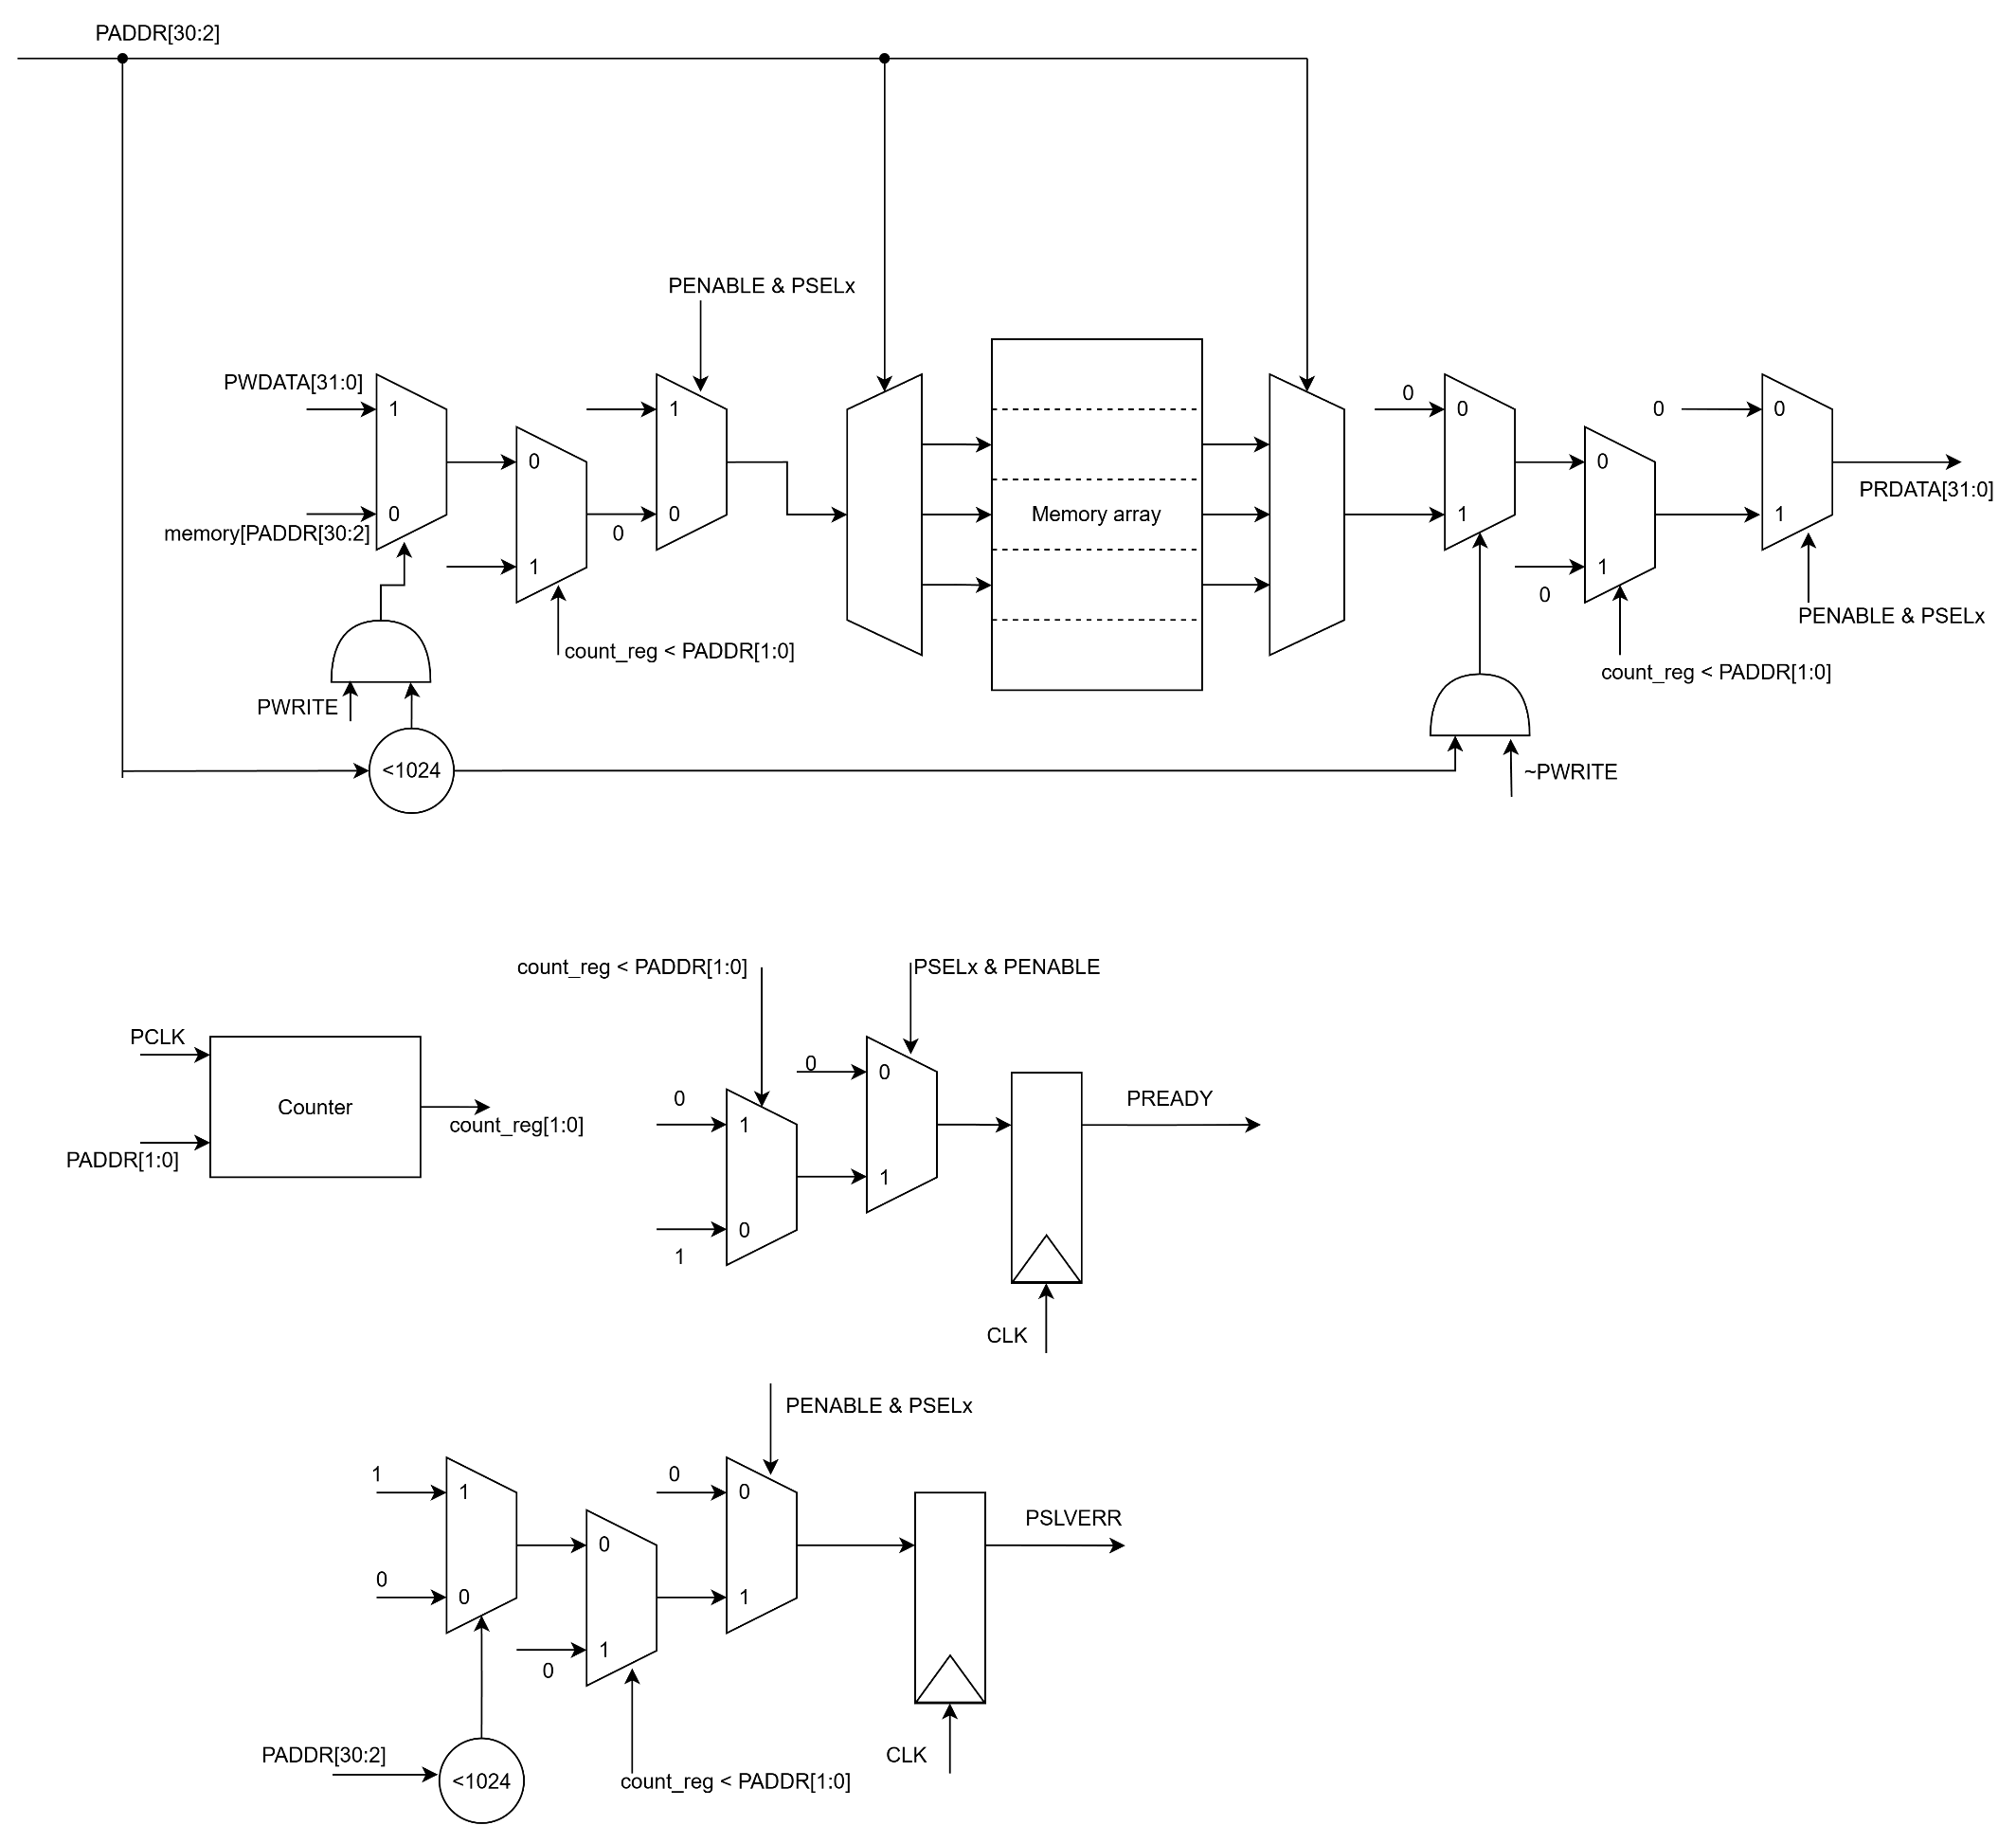 PADDR[30:2]
PENABLE & PSELx
PWDATA[31:0]
1
0
memory[PADDR[30:2]
0
1
count_reg < PADDR[1:0]
1
0
0
PWRITE
<1024
Memory array
0
0
1
0
1
0
count_reg < PADDR[1:0]
~PWRITE
0
0
1
PRDATA[31:0]
PENABLE & PSELx
PCLK
PADDR[1:0]
Counter
count_reg[1:0]
count_reg < PADDR[1:0]
PSELx & PENABLE
0
1
0
1
0
0
1
PREADY
CLK
PENABLE & PSELx
1
1
0
0
0
1
0
0
0
1
PSLVERR
PADDR[30:2]
<1024
count_reg < PADDR[1:0]
CLK